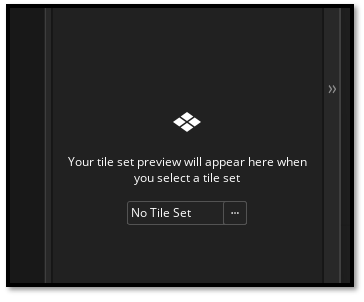 Your tile set preview will appear here when
you select a tile set
No Tile Set
...